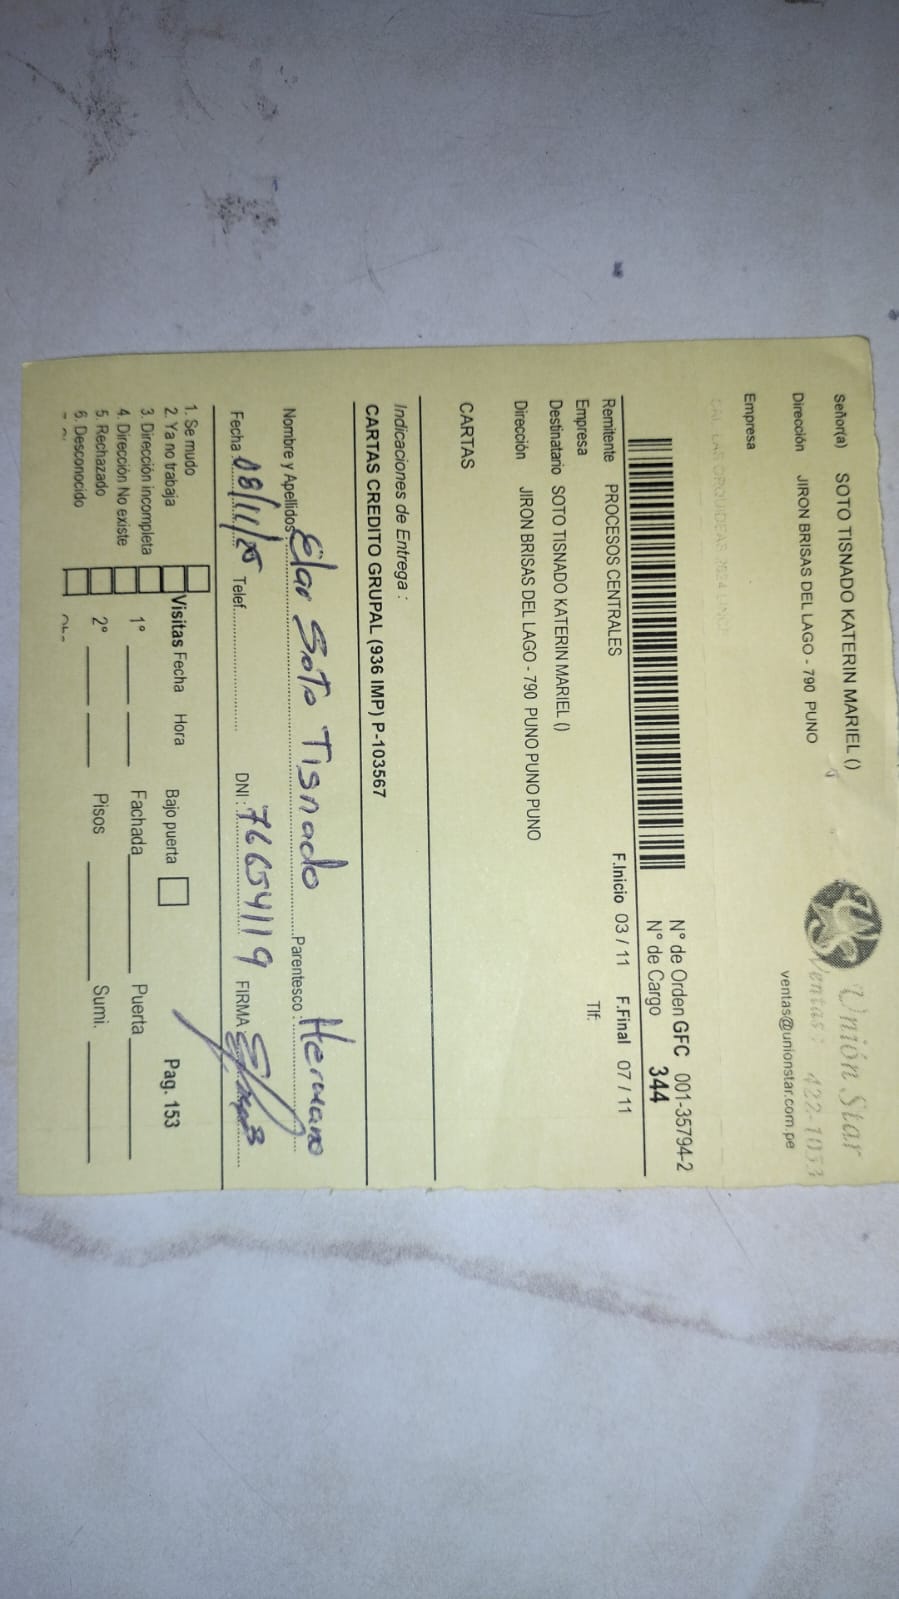 Señor(a) SOTO TISNADO KATERIN MARIEL ()
Unión Star
Ventas: 422-1053
Dirección JIRON BRISAS DEL LAGO - 790 PUNO
ventas@unionstar.com.pe
Empresa
N° de Orden GFC 001-35794-2
N° de Cargo 344
Remitente PROCESOS CENTRALES F.Inicio 03 / 11 F.Final 07 / 11
Empresa Tlf:
Destinatario SOTO TISNADO KATERIN MARIEL ()
Dirección JIRON BRISAS DEL LAGO - 790 PUNO PUNO PUNO
CARTAS
Indicaciones de Entrega :
CARTAS CREDITO GRUPAL (936 IMP) P-103567
Nombre y Apellidos: Soto Tisnado Parentesco : Hermano
Fecha: 08/11/25 Telef. DNI : 76654119 FIRMA
1. Se mudo
2. Ya no trabaja Visitas Fecha Hora Bajo puerta Pag. 153
3. Dirección incompleta
4. Dirección No existe 1° Fachada Puerta
5. Rechazado 2° Pisos Sumi.
6. Desconocido